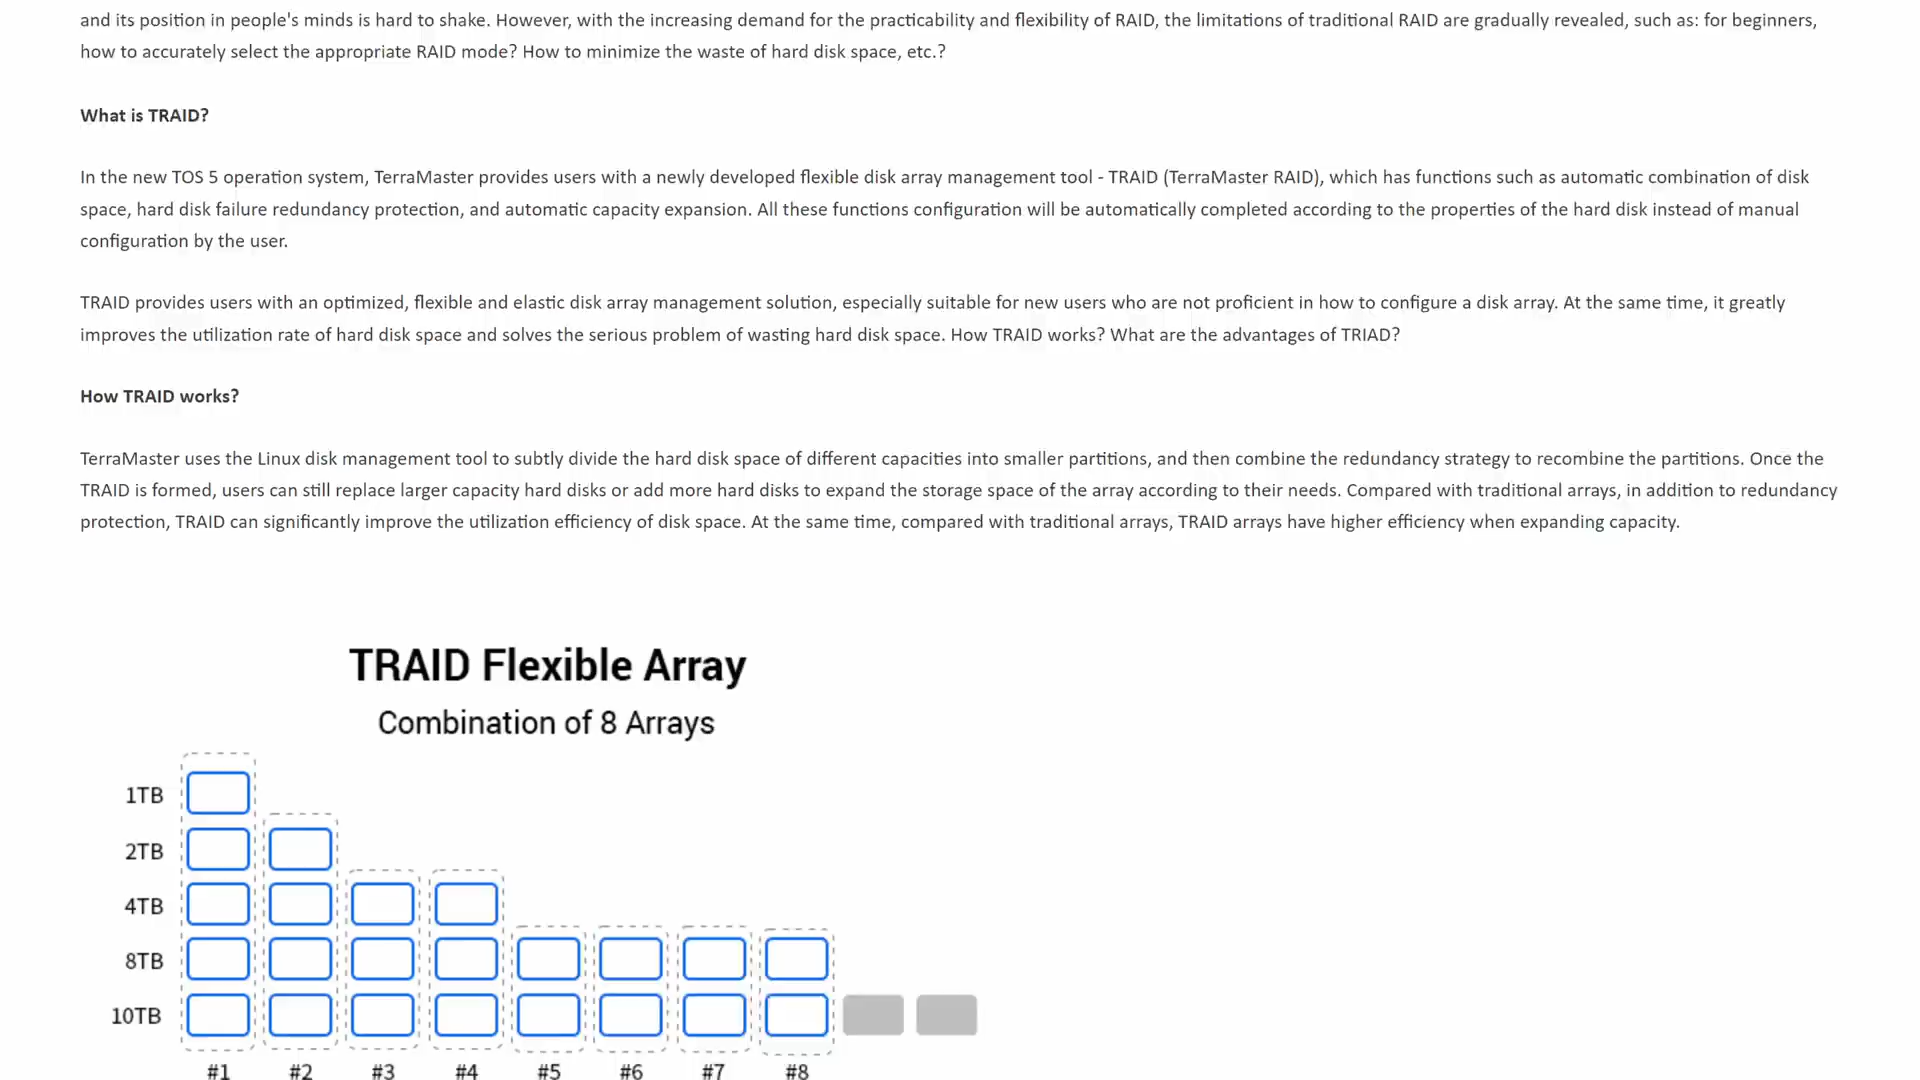 and its position in people's minds is hard to shake. However, with the increasing demand for the practicability and flexibility of RAID, the limitations of traditional RAID are gradually revealed, such as: for beginners,
how to accurately select the appropriate RAID mode? How to minimize the waste of hard disk space, etc.?
What is TRAID?
In the new TOS 5 operation system, TerraMaster provides users with a newly developed flexible disk array management tool - TRAID (TerraMaster RAID), which has functions such as automatic combination of disk
space, hard disk failure redundancy protection, and automatic capacity expansion. All these functions configuration will be automatically completed according to the properties of the hard disk instead of manual
configuration by the user.
TRAID provides users with an optimized, flexible and elastic disk array management solution, especially suitable for new users who are not proficient in how to configure a disk array. At the same time, it greatly
improves the utilization rate of hard disk space and solves the serious problem of wasting hard disk space. How TRAID works? What are the advantages of TRIAD?
How TRAID works?
TerraMaster uses the Linux disk management tool to subtly divide the hard disk space of different capacities into smaller partitions, and then combine the redundancy strategy to recombine the partitions. Once the
TRAID is formed, users can still replace larger capacity hard disks or add more hard disks to expand the storage space of the array according to their needs. Compared with traditional arrays, in addition to redundancy
protection, TRAID can significantly improve the utilization efficiency of disk space. At the same time, compared with traditional arrays, TRAID arrays have higher efficiency when expanding capacity.
TRAID Flexible Array
Combination of 8 Arrays
1TB
2TB
4TB
8TB
10TB
#1 #2 #3 #4 #5 #6 #7 #8